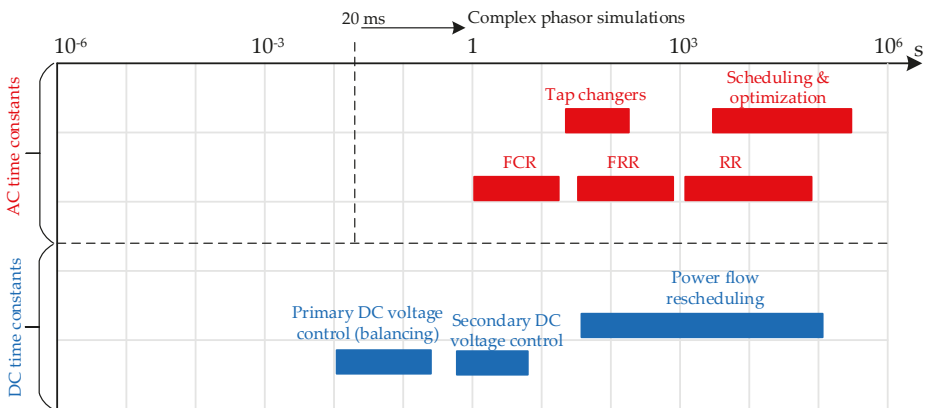 20 ms
Complex phasor simulations
10⁻⁶
10⁻³
1
10³
10⁶
s
AC time constants
Tap changers
Scheduling &
optimization
FCR
FRR
RR
DC time constants
Power flow
rescheduling
Primary DC voltage
control (balancing)
Secondary DC
voltage control